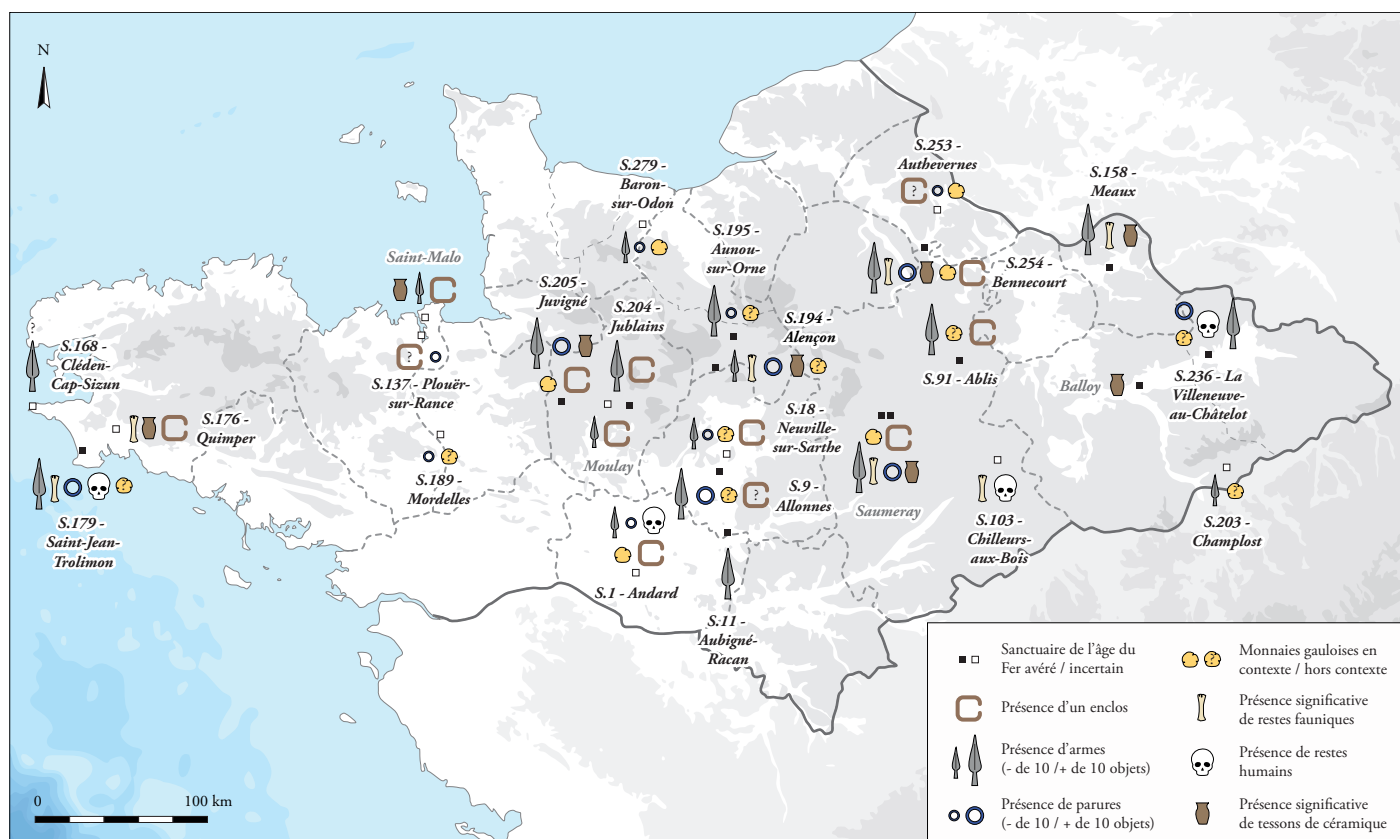 N
S.253 -
Authevernes
?
S.158 -
Meaux
S.279 -
Baron-
sur-Odon
S.195 -
Aunou-
sur-Orne
?
Saint-Malo
S.205 -
Juvigné
S.204 -
Jublains
S.254 -
Bennecourt
S.194 -
Alençon
?
?
S.168 -
Cléden-
Cap-Sizun
?
?
S.137 - Plouër-
sur-Rance
S.91 - Ablis
?
Balloy
S.236 - La
Villeneuve-
au-Châtelot
S.176 -
Quimper
S.18 -
Neuville-
sur-Sarthe
?
Moulay
?
S.189 -
Mordelles
?
S.179 -
Saint-Jean-
Trolimon
S.9 -
Allonnes
?
?
Saumeray
S.103 -
Chilleurs-
aux-Bois
?
S.203 -
Champlost
S.1 - Andard
S.11 -
Aubigné-
Racan
0
100 km
Sanctuaire de l'âge du
Fer avéré / incertain
Présence d'un enclos
Présence d'armes
(- de 10 /+ de 10 objets)
Présence de parures
(- de 10 / + de 10 objets)
?
Monnaies gauloises en
contexte / hors contexte
Présence significative
de restes fauniques
Présence de restes
humains
Présence significative
de tessons de céramique